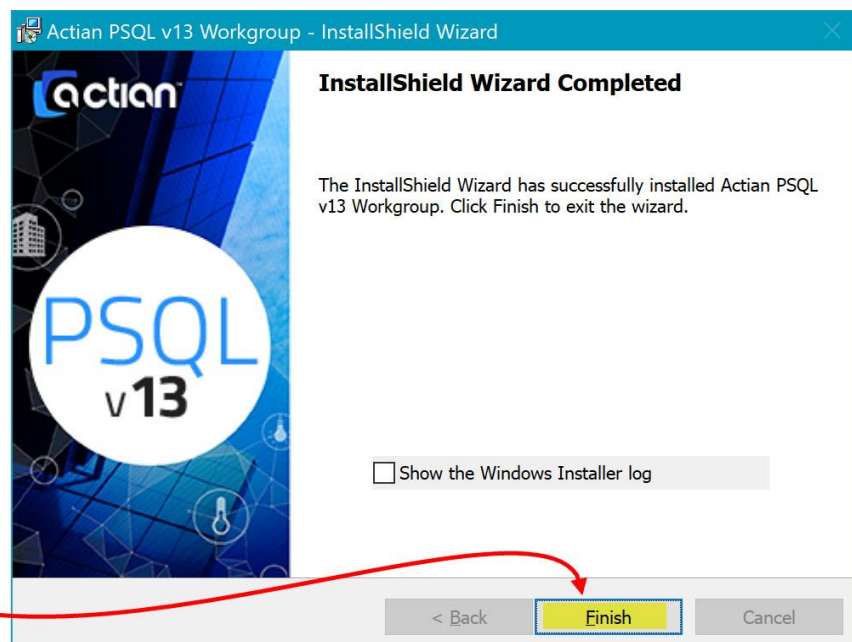 Actian PSQL v13 Workgroup - InstallShield Wizard
actian
InstallShield Wizard Completed
The InstallShield Wizard has successfully installed Actian PSQL
v13 Workgroup. Click Finish to exit the wizard.
PSQL
v13
Show the Windows Installer log
< Back
Finish
Cancel